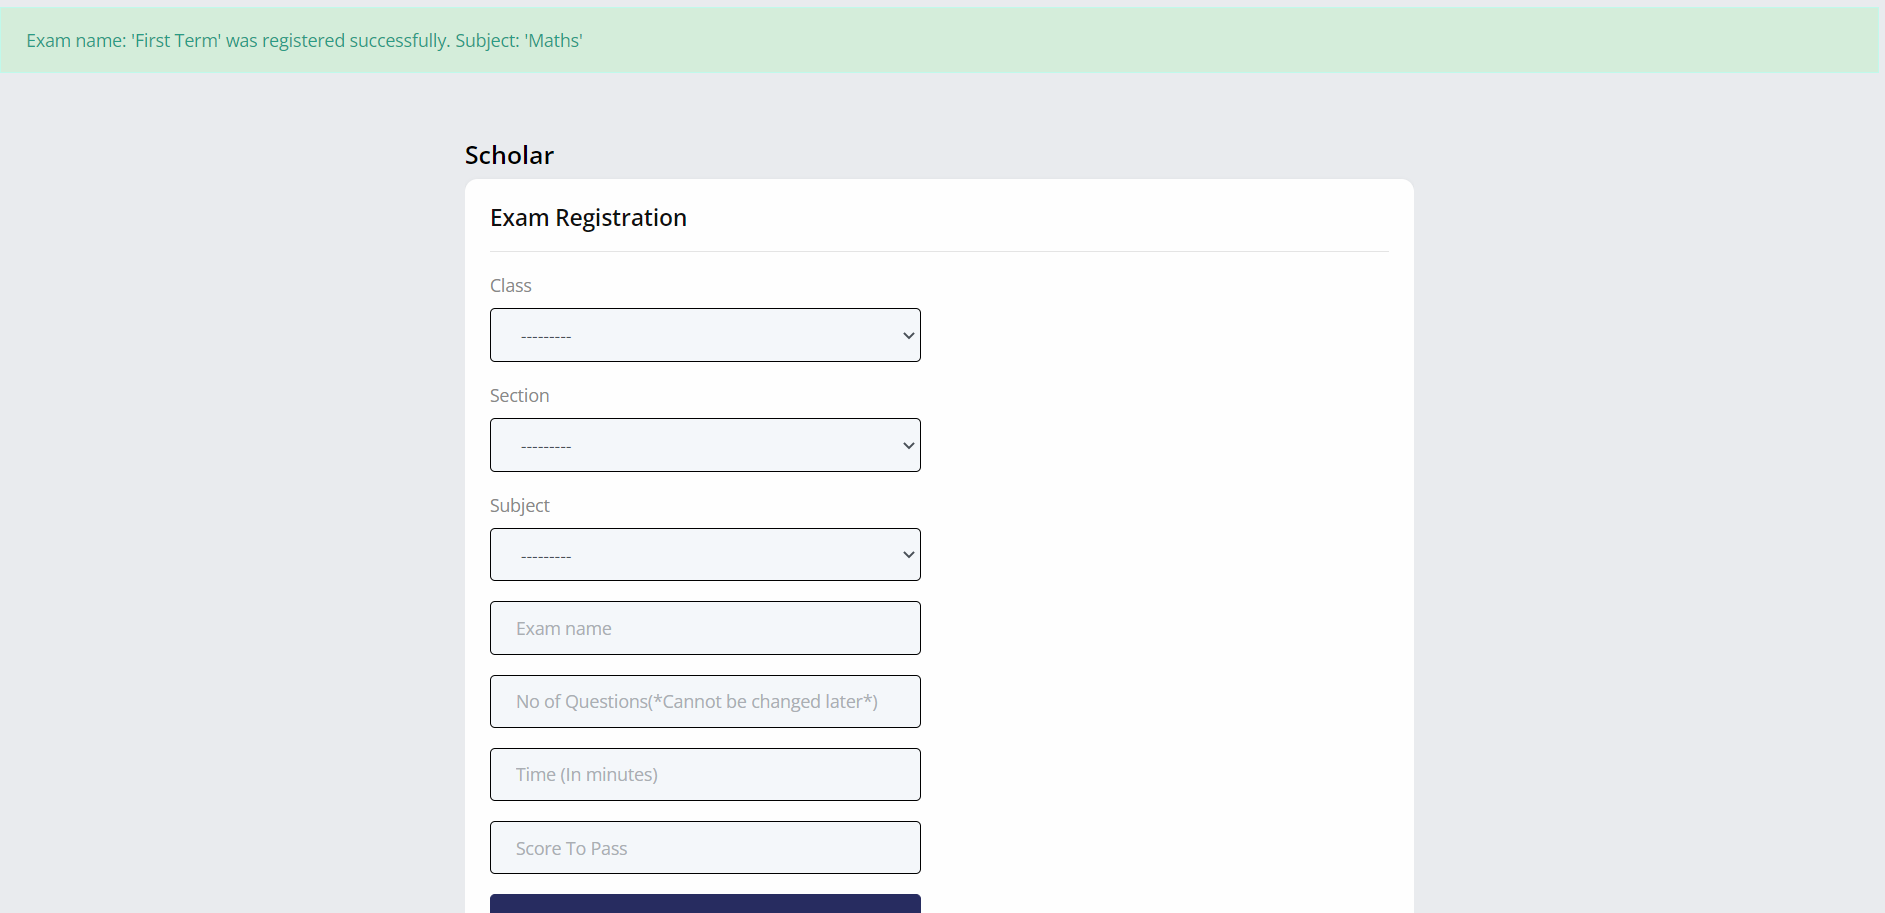 Exam name: 'First Term' was registered successfully. Subject: 'Maths'
Scholar
Exam Registration
Class
---------
Section
---------
Subject
---------
Exam name
No of Questions(*Cannot be changed later*)
Time (In minutes)
Score To Pass